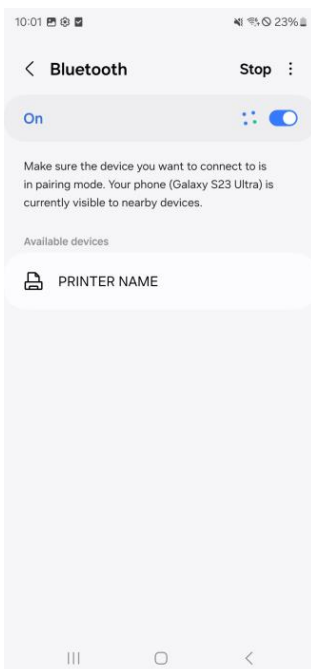 10:01 23%
Bluetooth Stop
On
Make sure the device you want to connect to is
in pairing mode. Your phone (Galaxy S23 Ultra) is
currently visible to nearby devices.
Available devices
PRINTER NAME